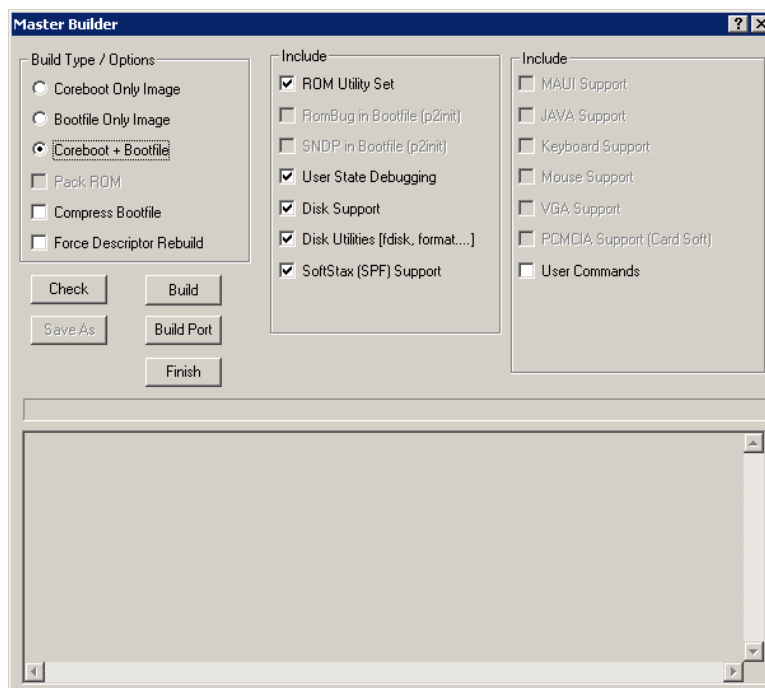 Master Builder
Build Type / Options
Coreboot Only Image
Bootfile Only Image
Coreboot + Bootfile
Pack ROM
Compress Bootfile
Force Descriptor Rebuild
Check
Build
Save As
Build Port
Finish
Include
ROM Utility Set
RomBug in Bootfile (p2init)
SNDP in Bootfile (p2init)
User State Debugging
Disk Support
Disk Utilities [fdisk, format....]
SoftStax (SPF) Support
Include
MAUI Support
JAVA Support
Keyboard Support
Mouse Support
VGA Support
PCMCIA Support (Card Soft)
User Commands